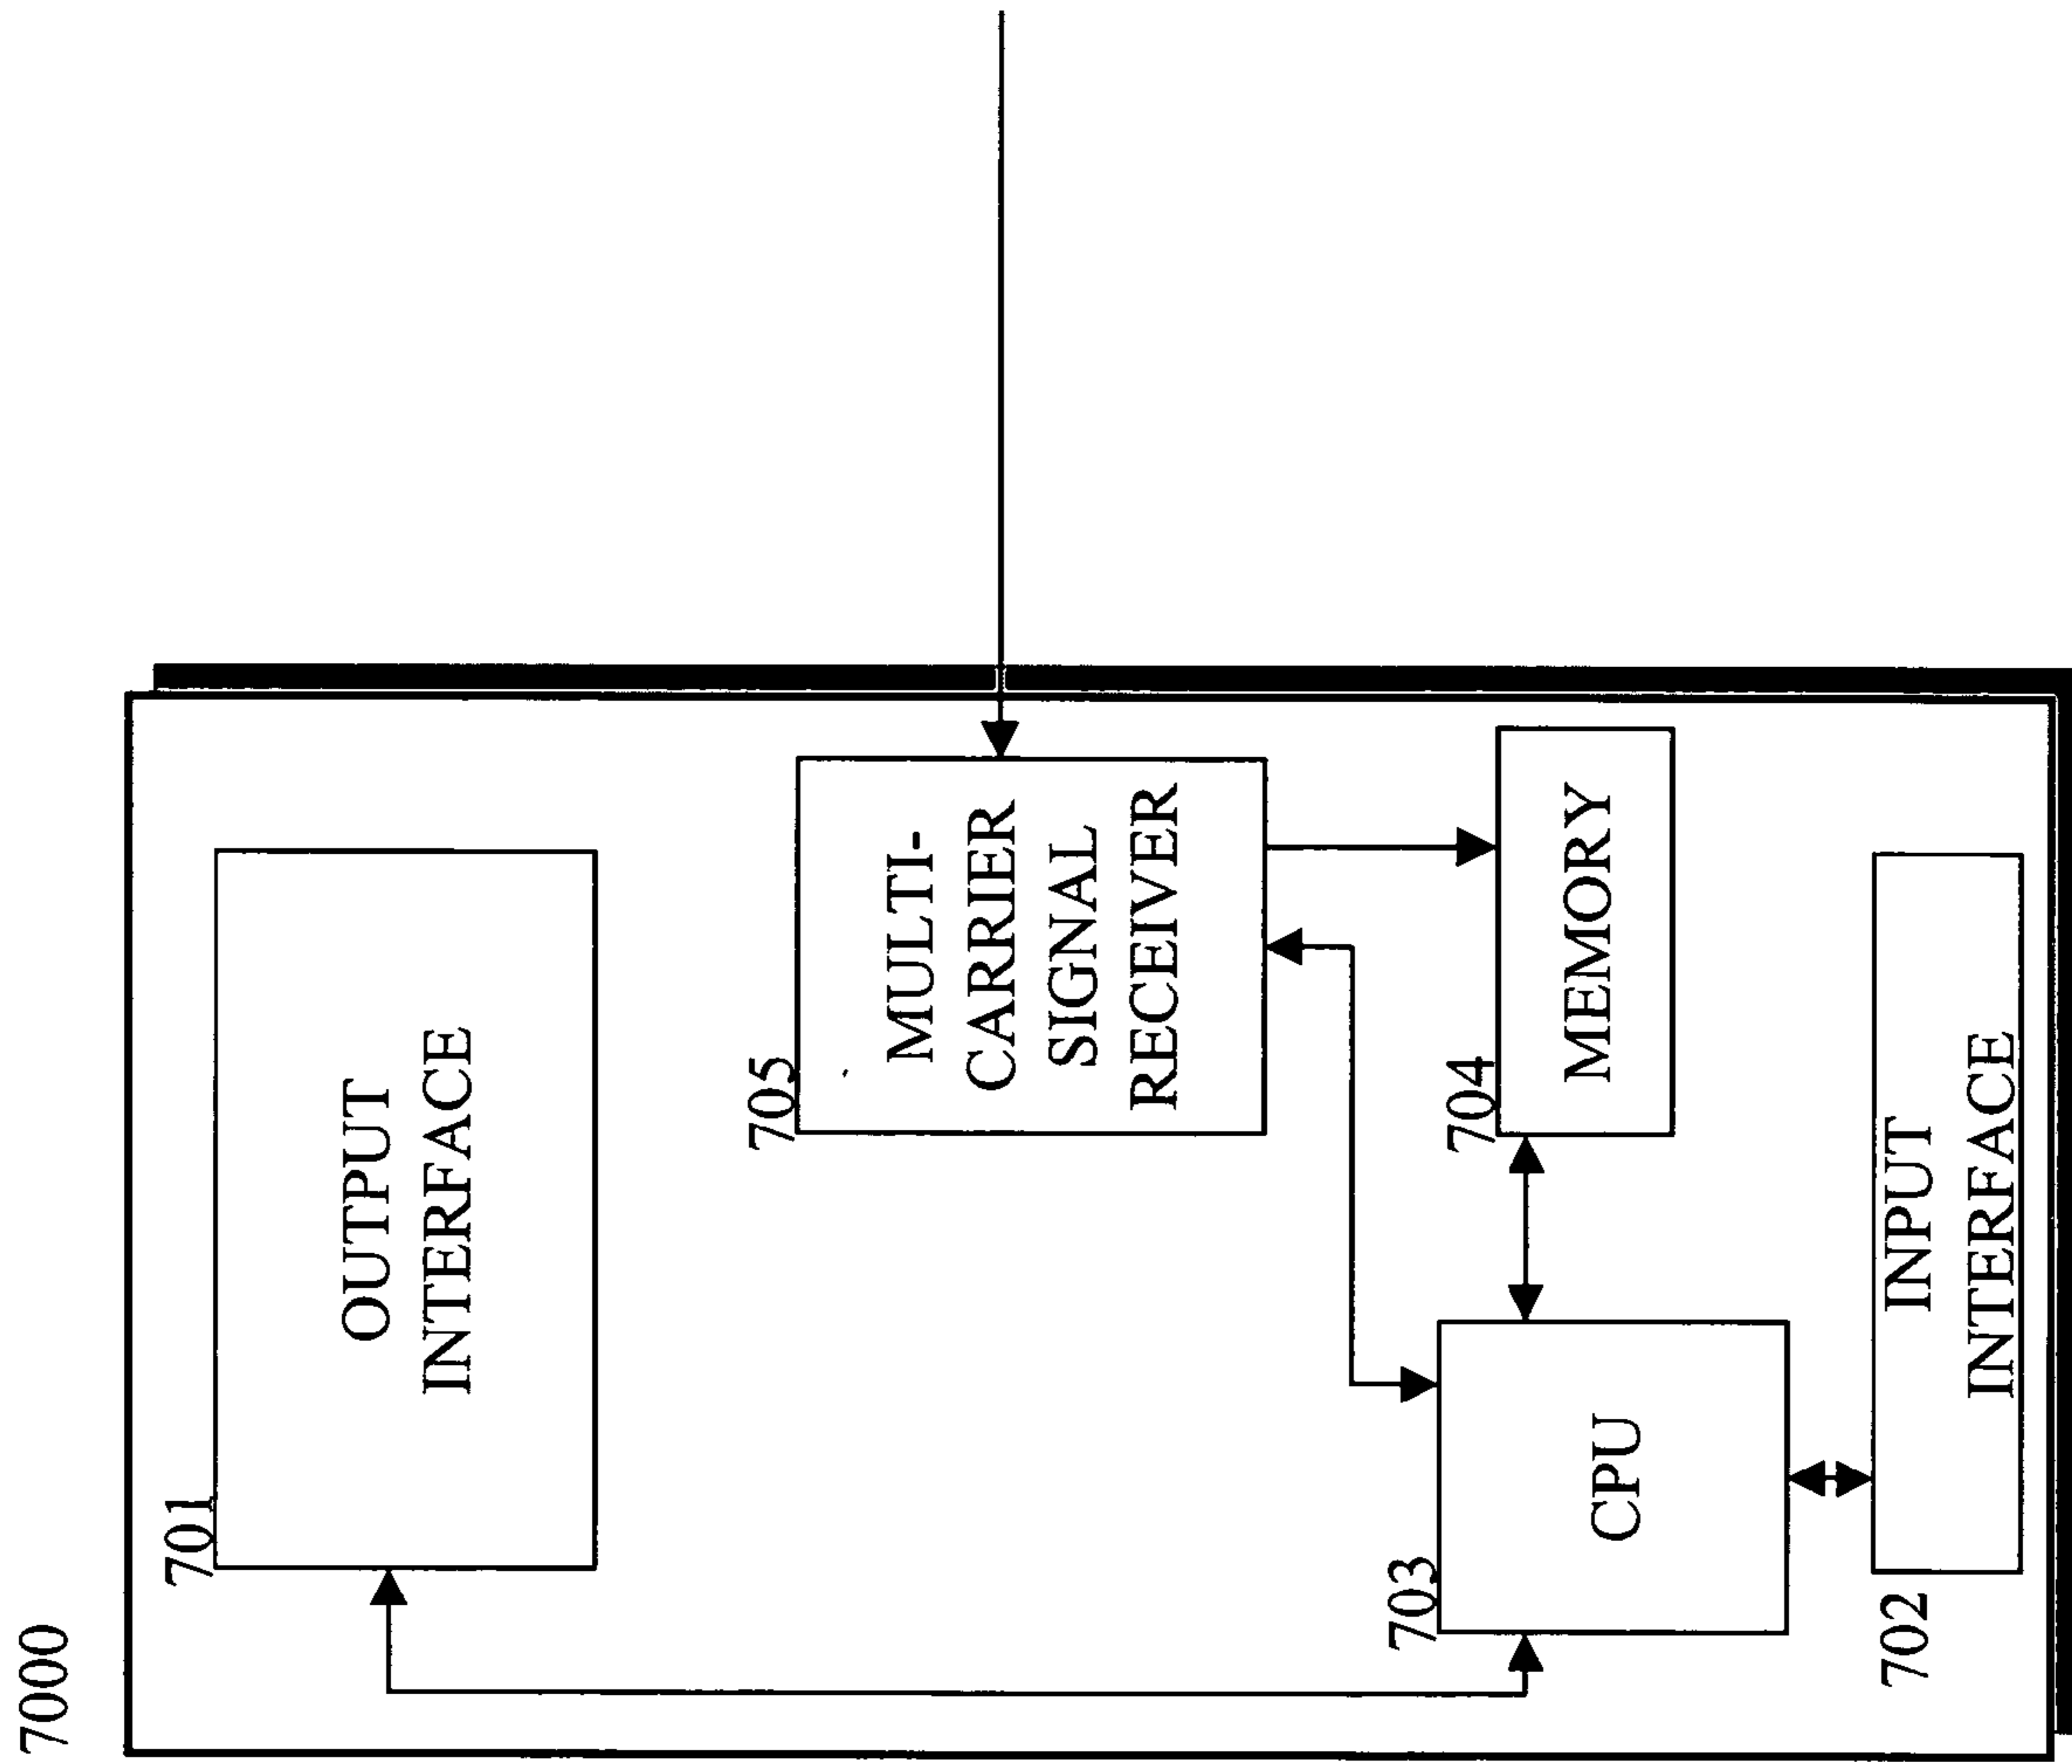 7000
701
OUTPUT
INTERFACE
705
MULTI-
CARRIER
SIGNAL
RECEIVER
703
CPU
704
MEMORY
702
INPUT
INTERFACE